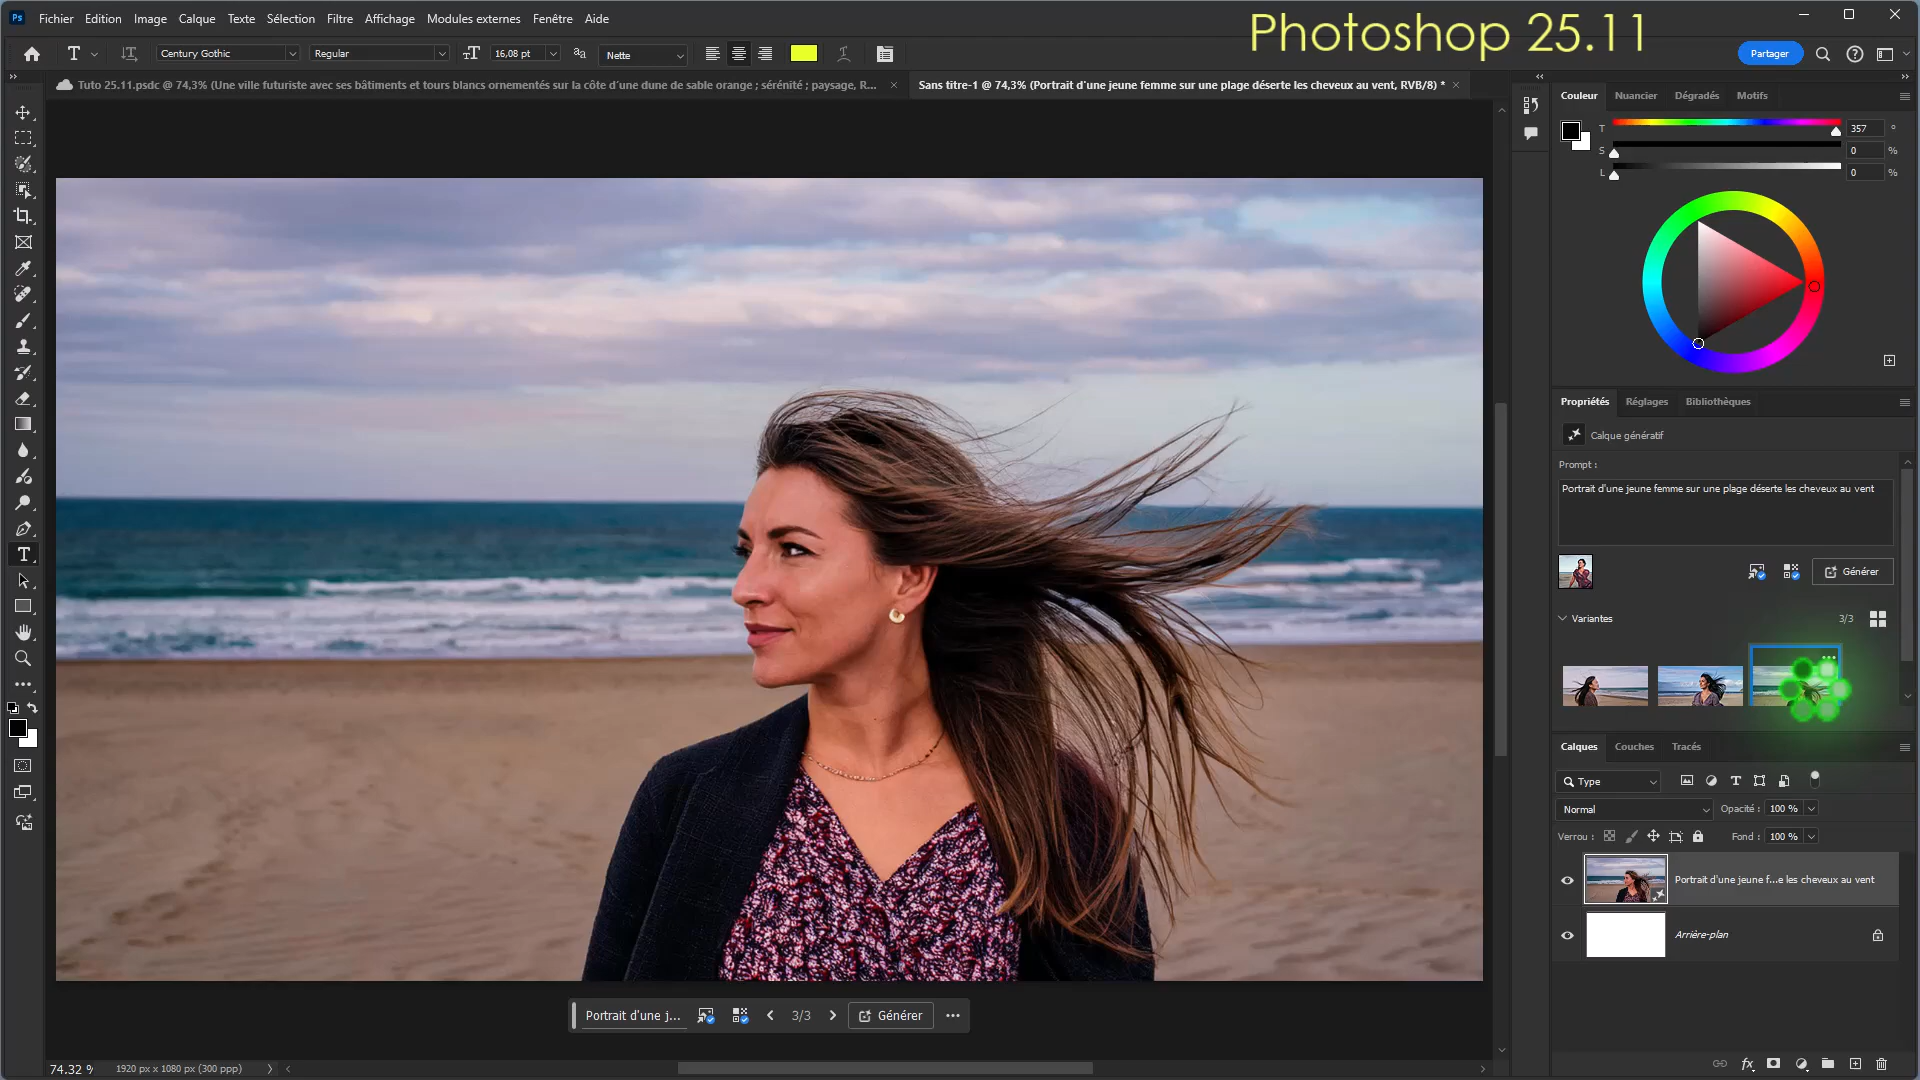 Photoshop 25.11
Ps Fichier Edition Image Calque Texte Sélection Filtre Affichage Modules externes Fenêtre Aide
Century Gothic Regular 16,08 pt Nette Partager
Tuto 25.11.psdc @ 74,3% (Une ville futuriste avec ses bâtiments et tours blancs ornementés sur la côte d'une dune de sable orange ; sérénité ; paysage, R...
Sans titre-1 @ 74,3% (Portrait d'une jeune femme sur une plage déserte les cheveux au vent, RVB/8) *
Couleur Nuancier Dégradés Motifs
T 357 °
S 0 %
L 0 %
Propriétés Réglages Bibliothèques
Calque génératif
Prompt :
Portrait d'une jeune femme sur une plage déserte les cheveux au vent
Générer
Variantes 3/3
Calques Couches Tracés
Type
Normal Opacité : 100 %
Verrou : Fond : 100 %
Portrait d'une jeune f...e les cheveux au vent
Arrière-plan
Portrait d'une j... 3/3 Générer
74.32 % 1920 px x 1080 px (300 ppp)
fx